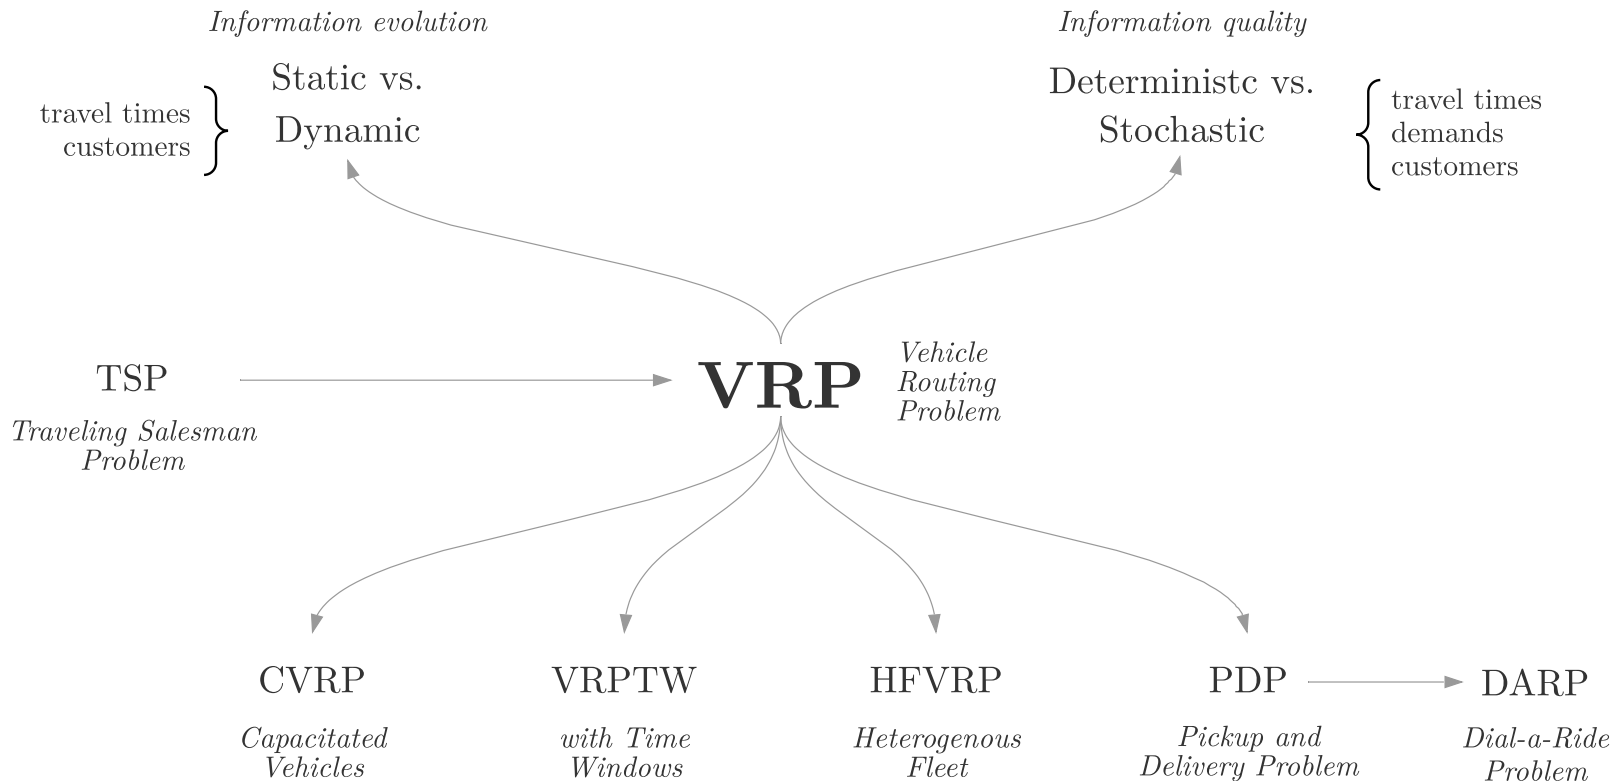 Information evolution
Static vs.
Dynamic
travel times
customers
Information quality
Deterministc vs.
Stochastic
travel times
demands
customers
TSP
Traveling Salesman
Problem
VRP
Vehicle
Routing
Problem
CVRP
Capacitated
Vehicles
VRPTW
with Time
Windows
HFVRP
Heterogenous
Fleet
PDP
Pickup and
Delivery Problem
DARP
Dial-a-Ride
Problem